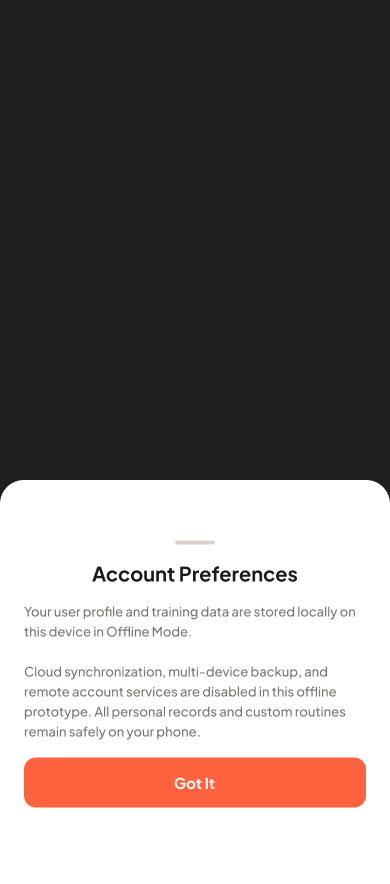 Account Preferences
Your user profile and training data are stored locally on
this device in Offline Mode.
Cloud synchronization, multi-device backup, and
remote account services are disabled in this offline
prototype. All personal records and custom routines
remain safely on your phone.
Got It